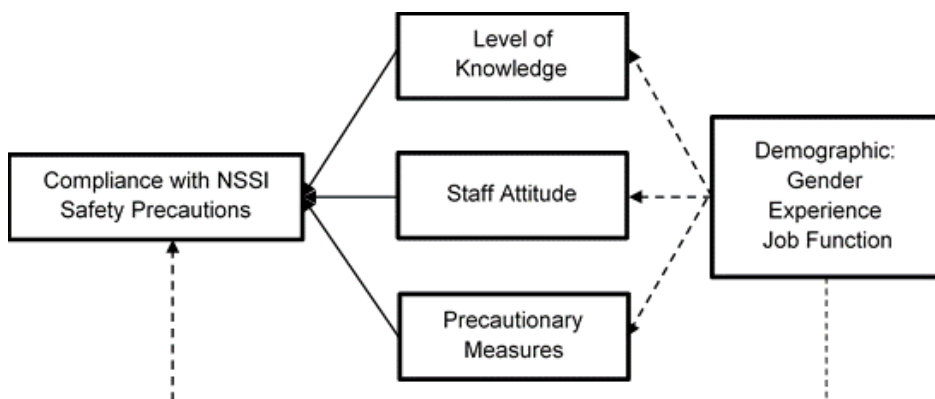 Level of
Knowledge
Compliance with NSSI
Safety Precautions
Staff Attitude
Demographic:
Gender
Experience
Job Function
Precautionary
Measures